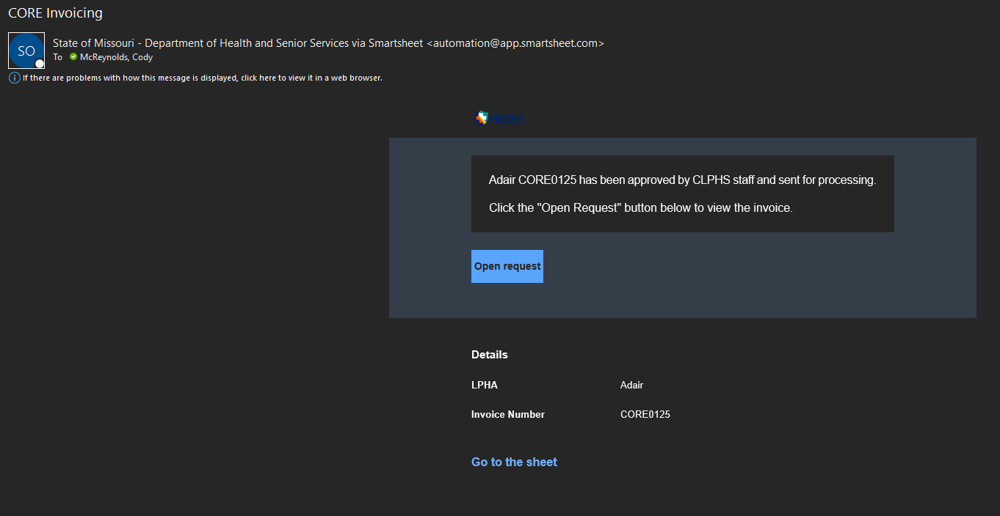 CORE Invoicing
SO
State of Missouri - Department of Health and Senior Services via Smartsheet <automation@app.smartsheet.com>
To McReynolds, Cody
If there are problems with how this message is displayed, click here to view it in a web browser.
Adair CORE0125 has been approved by CLPHS staff and sent for processing.
Click the "Open Request" button below to view the invoice.
Open request
Details
LPHA Adair
Invoice Number CORE0125
Go to the sheet